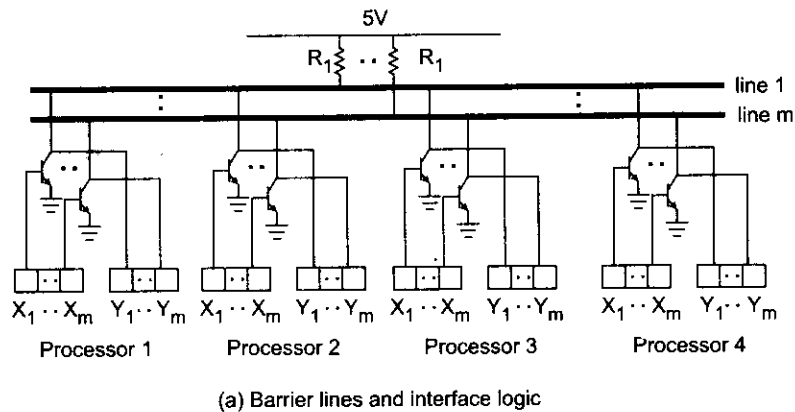 5V
R1 ·· R1
line 1
line m
X1 ·· Xm Y1 ·· Ym X1 ·· Xm Y1 ·· Ym X1 ·· Xm Y1 ·· Ym X1 ·· Xm Y1 ·· Ym
Processor 1 Processor 2 Processor 3 Processor 4
(a) Barrier lines and interface logic